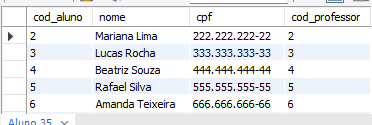 cod_aluno nome cpf cod_professor
2 Mariana Lima 222.222.222-22 2
3 Lucas Rocha 333.333.333-33 3
4 Beatriz Souza 444.444.444-44 4
5 Rafael Silva 555.555.555-55 5
6 Amanda Teixeira 666.666.666-66 6
Aluno 35